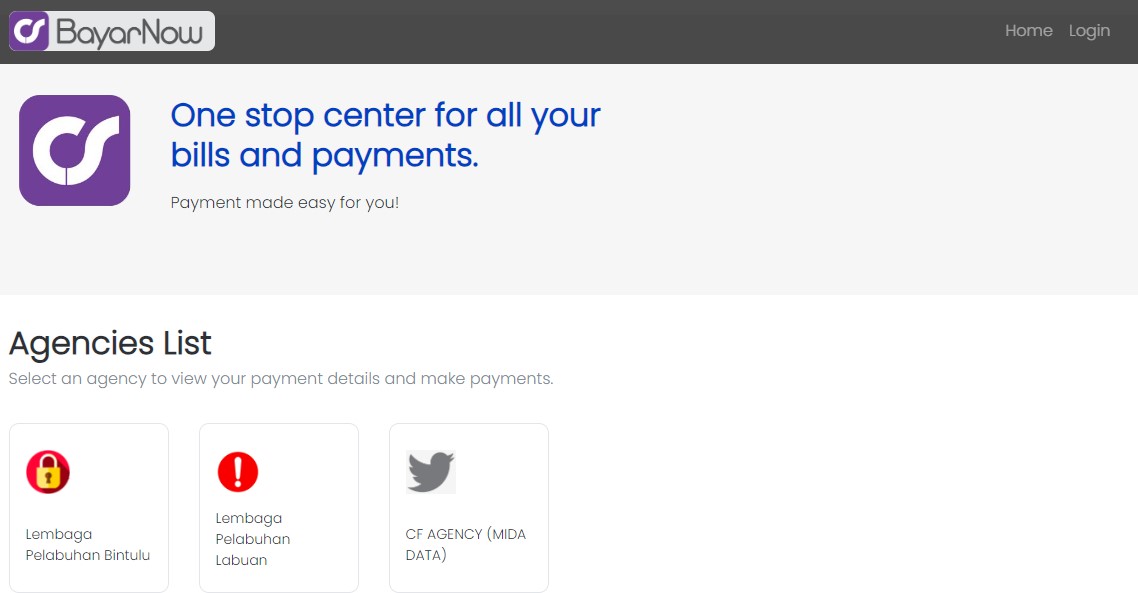 BayarNow
Home Login
One stop center for all your
bills and payments.
Payment made easy for you!
Agencies List
Select an agency to view your payment details and make payments.
Lembaga
Pelabuhan Bintulu
Lembaga
Pelabuhan
Labuan
CF AGENCY (MIDA
DATA)